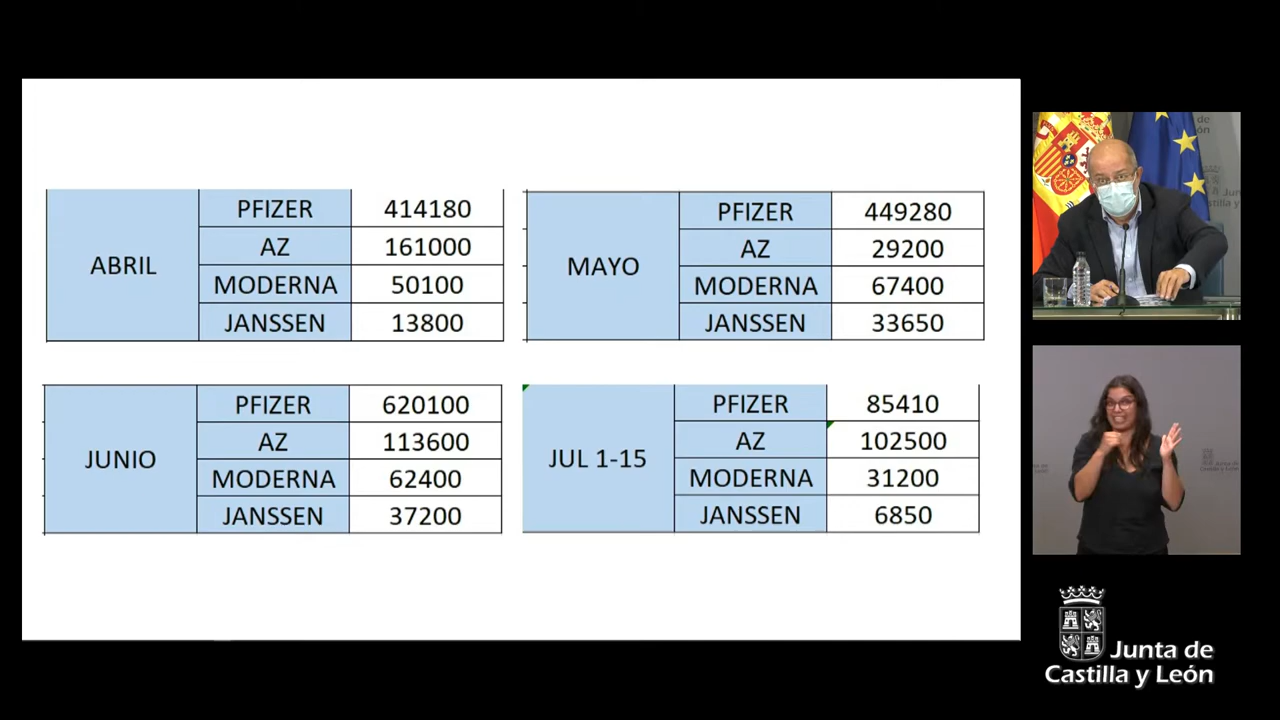 ABRIL
PFIZER 414180
AZ 161000
MODERNA 50100
JANSSEN 13800
MAYO
PFIZER 449280
AZ 29200
MODERNA 67400
JANSSEN 33650
JUNIO
PFIZER 620100
AZ 113600
MODERNA 62400
JANSSEN 37200
JUL 1-15
PFIZER 85410
AZ 102500
MODERNA 31200
JANSSEN 6850
Junta de
Castilla y León